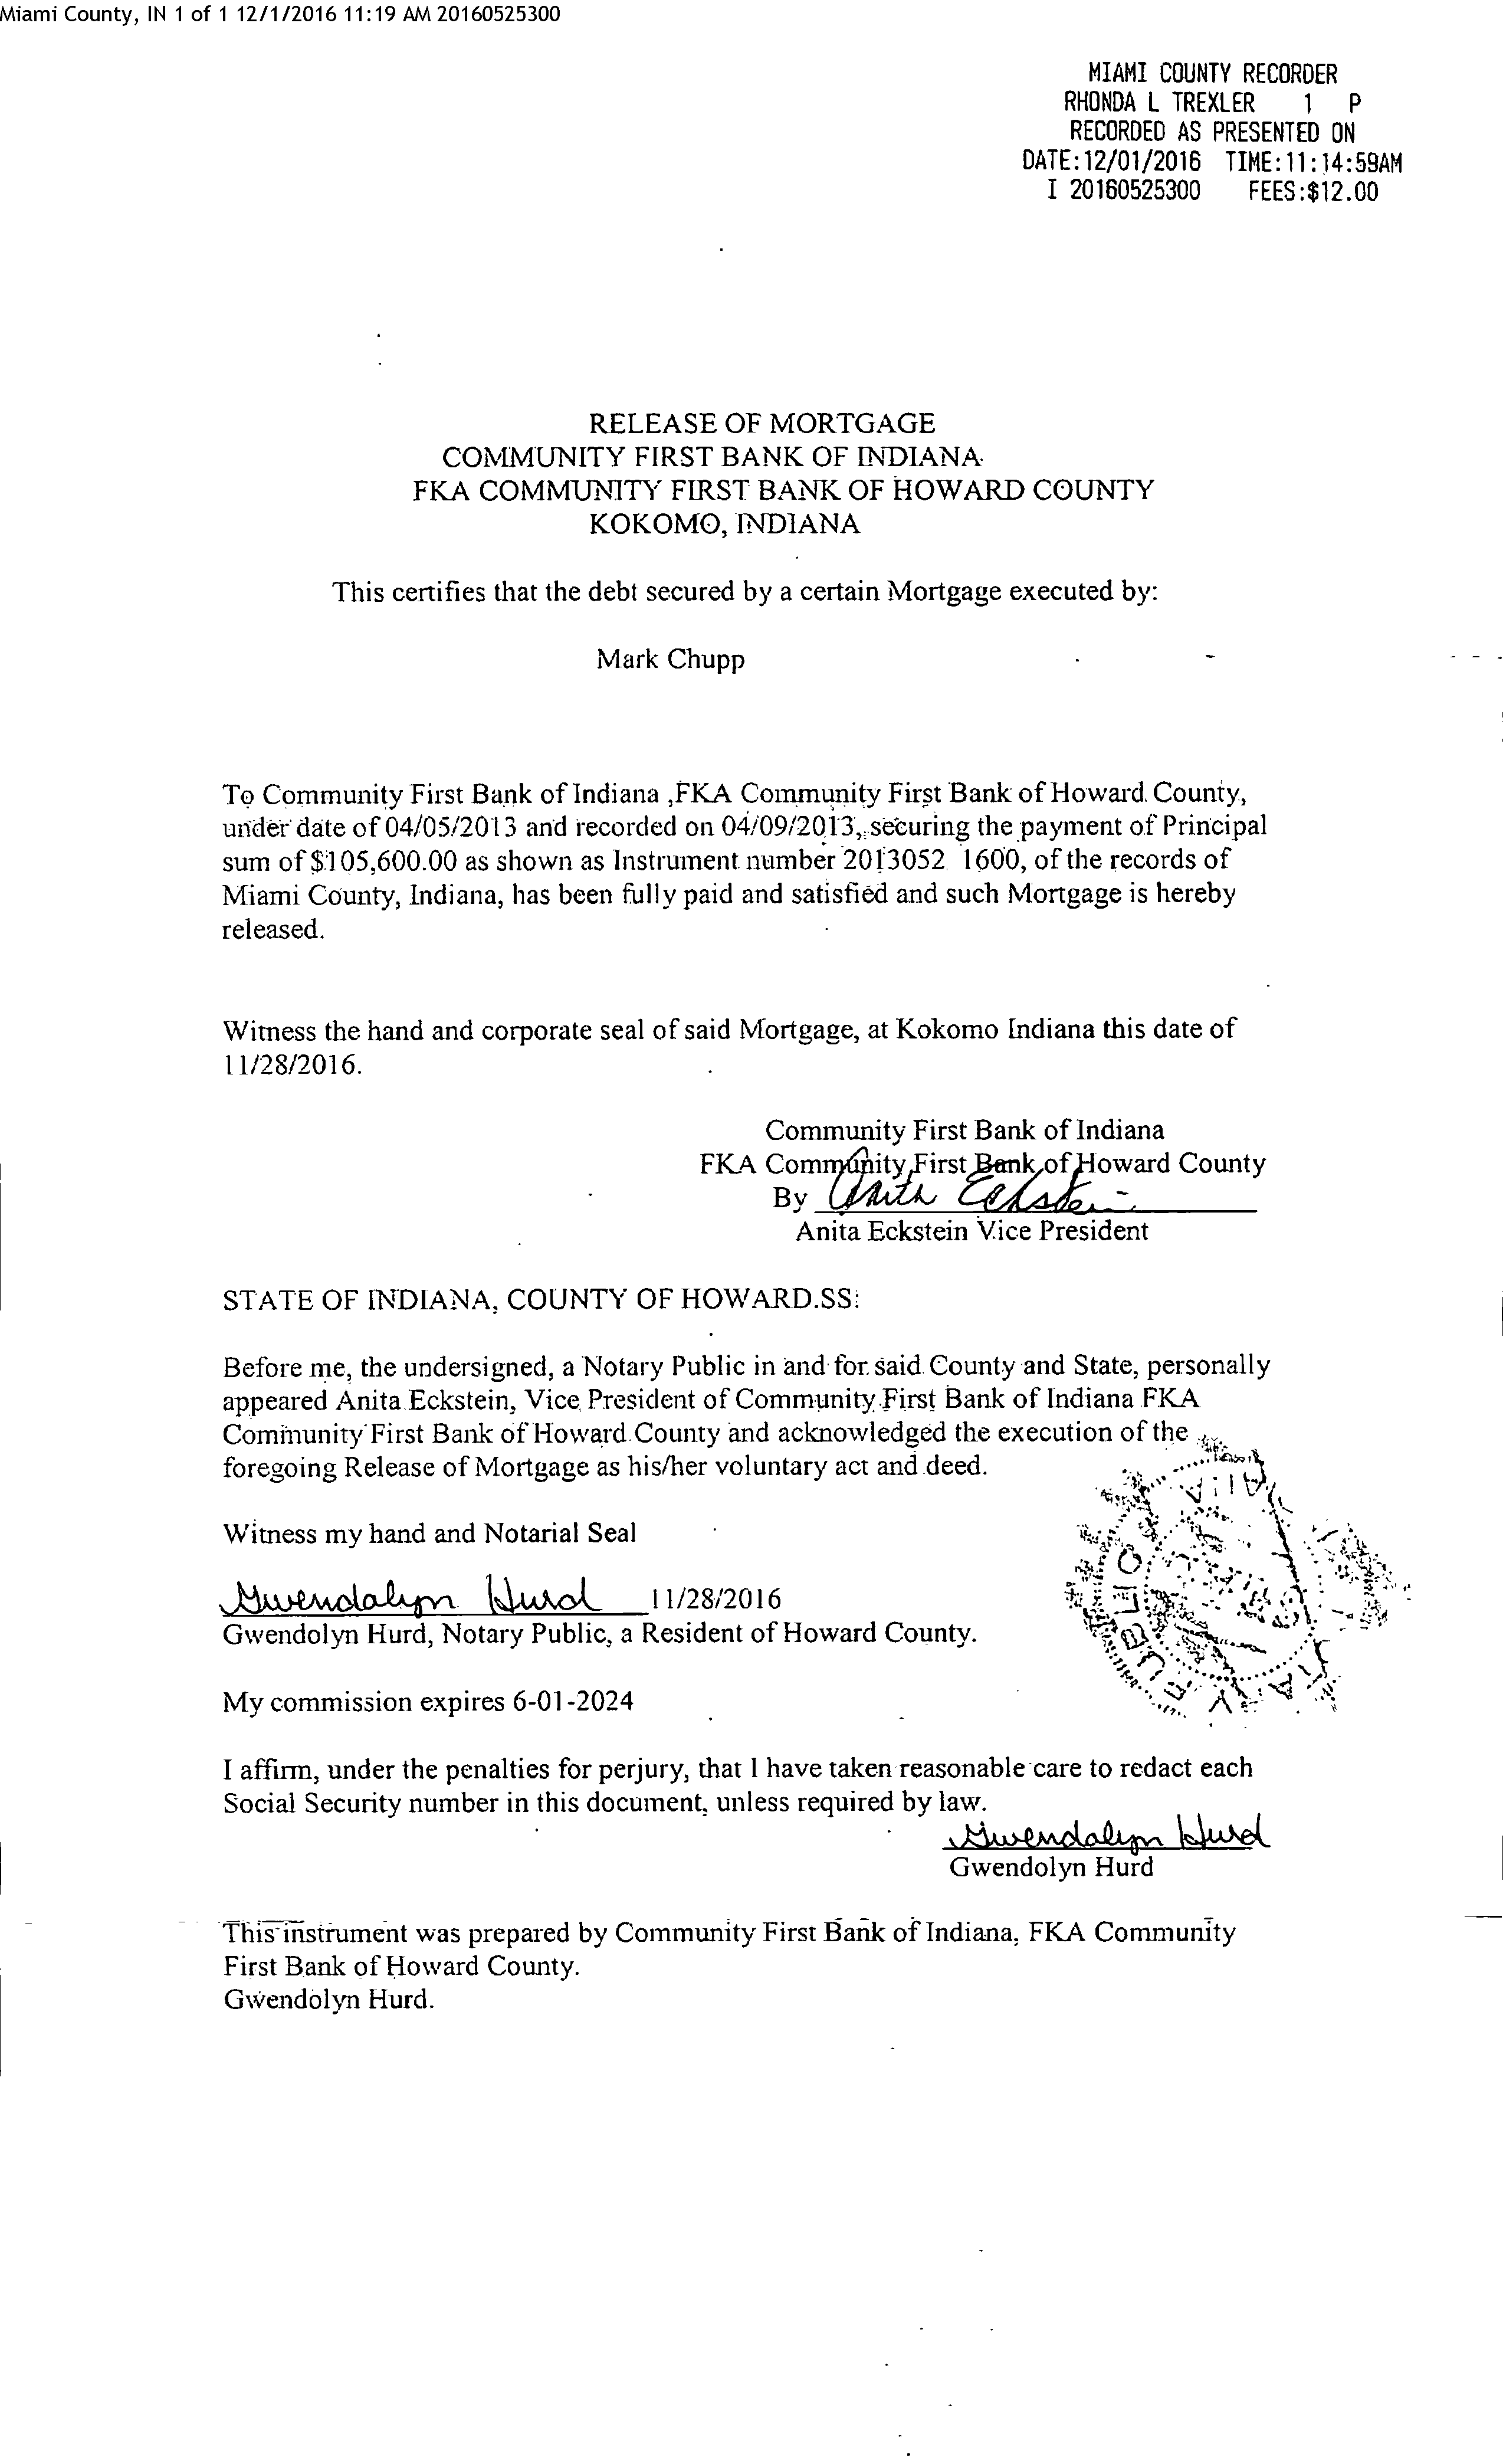 Miami County, IN 1 of 1 12/1/2016 11:19 AM 20160525300
MIAMI COUNTY RECORDER
RHONDA L TREXLER 1 P
RECORDED AS PRESENTED ON
DATE:12/01/2016 TIME:11:14:59AM
I 20160525300 FEES:$12.00
RELEASE OF MORTGAGE
COMMUNITY FIRST BANK OF INDIANA
FKA COMMUNITY FIRST BANK OF HOWARD COUNTY
KOKOMO, INDIANA
This certifies that the debt secured by a certain Mortgage executed by:
Mark Chupp
To Community First Bank of Indiana ,FKA Community First Bank of Howard County,
under date of 04/05/2013 and recorded on 04/09/2013, securing the payment of Principal
sum of $105,600.00 as shown as Instrument number 2013052 1600, of the records of
Miami County, Indiana, has been fully paid and satisfied and such Mortgage is hereby
released.
Witness the hand and corporate seal of said Mortgage, at Kokomo Indiana this date of
11/28/2016.
Community First Bank of Indiana
FKA Community First Bank of Howard County
By Anita Eckstein
Anita Eckstein Vice President
STATE OF INDIANA, COUNTY OF HOWARD.SS:
Before me, the undersigned, a Notary Public in and for said County and State, personally
appeared Anita Eckstein, Vice President of Community First Bank of Indiana FKA
Community First Bank of Howard County and acknowledged the execution of the
foregoing Release of Mortgage as his/her voluntary act and deed.
Witness my hand and Notarial Seal
Gwendolyn Hurd 11/28/2016
Gwendolyn Hurd, Notary Public, a Resident of Howard County.
My commission expires 6-01-2024
I affirm, under the penalties for perjury, that I have taken reasonable care to redact each
Social Security number in this document, unless required by law.
Gwendolyn Hurd
Gwendolyn Hurd
This instrument was prepared by Community First Bank of Indiana, FKA Community
First Bank of Howard County.
Gwendolyn Hurd.